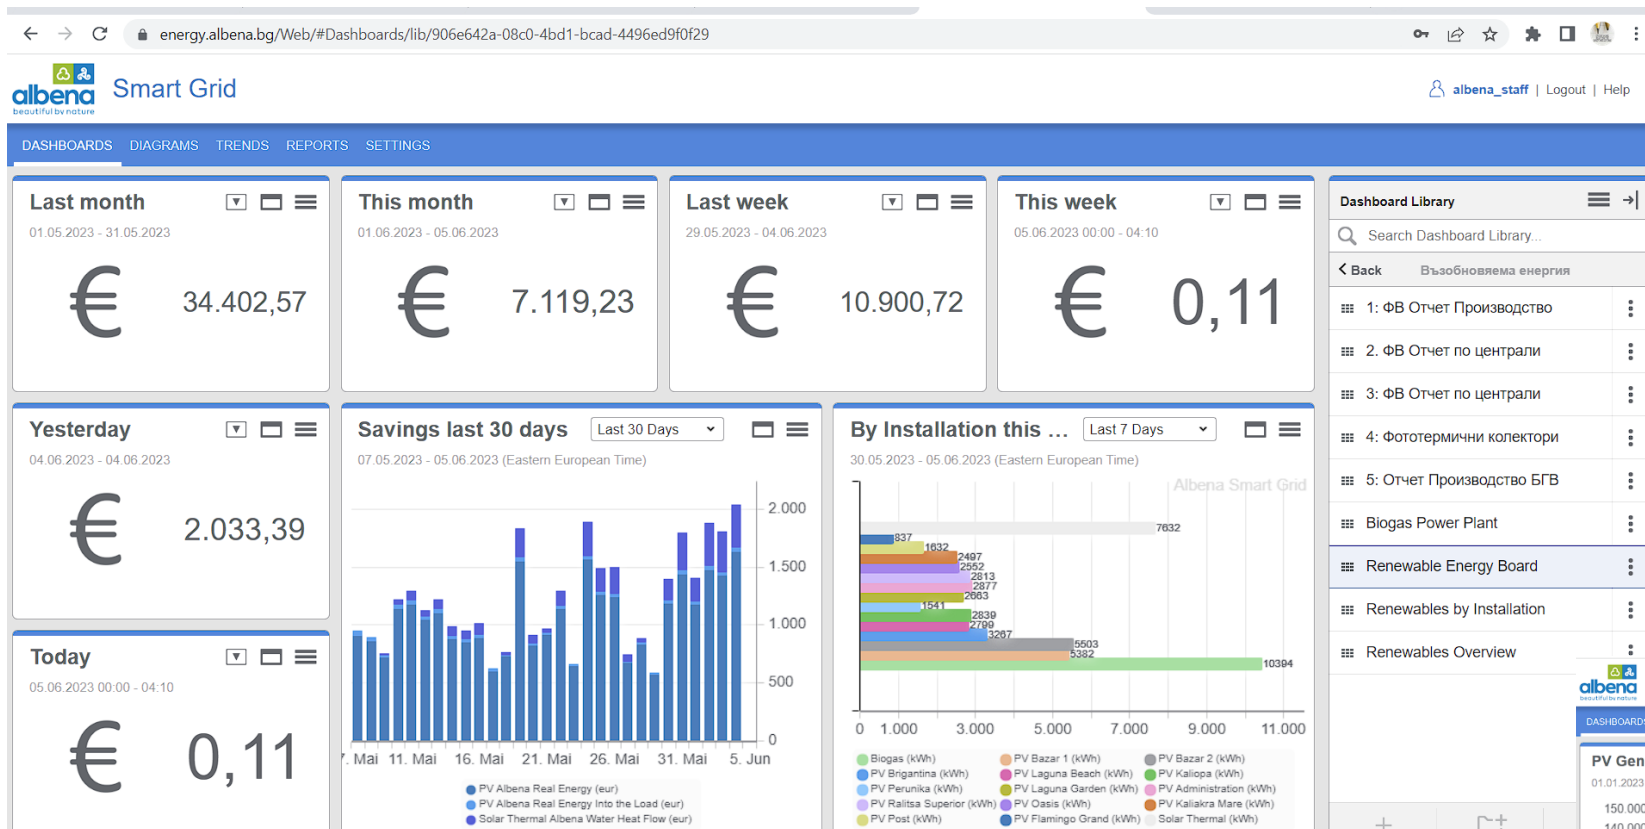 energy.albena.bg/Web/#Dashboards/lib/906e642a-08c0-4bd1-bcad-4496ed9f0f29
albena
beautiful by nature
Smart Grid
albena_staff | Logout | Help
DASHBOARDS DIAGRAMS TRENDS REPORTS SETTINGS
Last month
01.05.2023 - 31.05.2023
€ 34.402,57
This month
01.06.2023 - 05.06.2023
€ 7.119,23
Last week
29.05.2023 - 04.06.2023
€ 10.900,72
This week
05.06.2023 00:00 - 04:10
€ 0,11
Yesterday
04.06.2023 - 04.06.2023
€ 2.033,39
Today
05.06.2023 00:00 - 04:10
€ 0,11
Savings last 30 days Last 30 Days
07.05.2023 - 05.06.2023 (Eastern European Time)
2.000
1.500
1.000
500
0
7. Mai 11. Mai 16. Mai 21. Mai 26. Mai 31. Mai 5. Jun
PV Albena Real Energy (eur)
PV Albena Real Energy Into the Load (eur)
Solar Thermal Albena Water Heat Flow (eur)
By Installation this ... Last 7 Days
30.05.2023 - 05.06.2023 (Eastern European Time)
Albena Smart Grid
7632
837
1632
2497
2552
2813
2877
2663
1541
2839
2799
3267
5503
5382
10394
0 1.000 3.000 5.000 7.000 9.000 11.000
Biogas (kWh) PV Bazar 1 (kWh) PV Bazar 2 (kWh)
PV Brigantina (kWh) PV Laguna Beach (kWh) PV Kaliopa (kWh)
PV Perunika (kWh) PV Laguna Garden (kWh) PV Administration (kWh)
PV Ralitsa Superior (kWh) PV Oasis (kWh) PV Kaliakra Mare (kWh)
PV Post (kWh) PV Flamingo Grand (kWh) Solar Thermal (kWh)
Dashboard Library
Search Dashboard Library...
Back Възобновяема енергия
1: ФВ Отчет Производство
2. ФВ Отчет по централи
3: ФВ Отчет по централи
4: Фототермични колектори
5: Отчет Производство БГВ
Biogas Power Plant
Renewable Energy Board
Renewables by Installation
Renewables Overview
albena
beautiful by nature
DASHBOARDS
PV Gen
01.01.2023
150.000
140.000